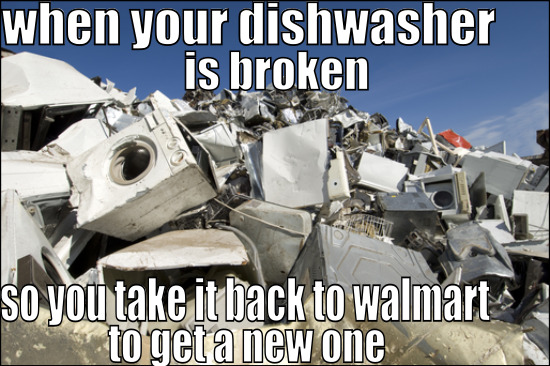 when your dishwasher
is broken
so you take it back to walmart
to get a new one